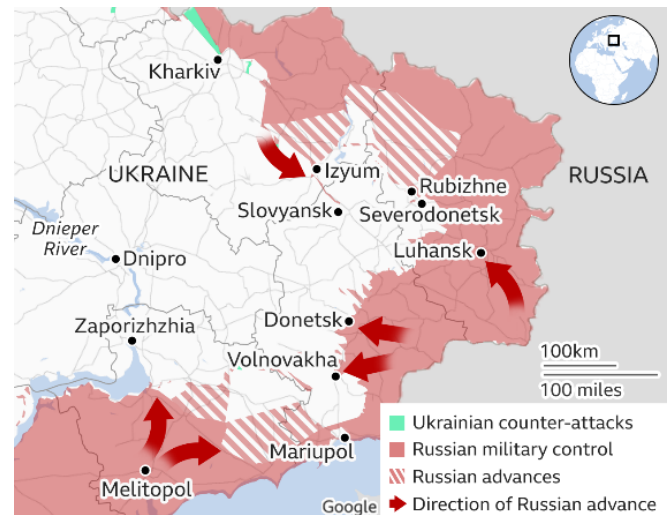 Kharkiv
UKRAINE
Izyum
RUSSIA
Rubizhne
Slovyansk
Severodonetsk
Dnieper
River
Luhansk
Dnipro
Donetsk
Zaporizhzhia
Volnovakha
100km
100 miles
Mariupol
Melitopol
Google
Ukrainian counter-attacks
Russian military control
Russian advances
Direction of Russian advance